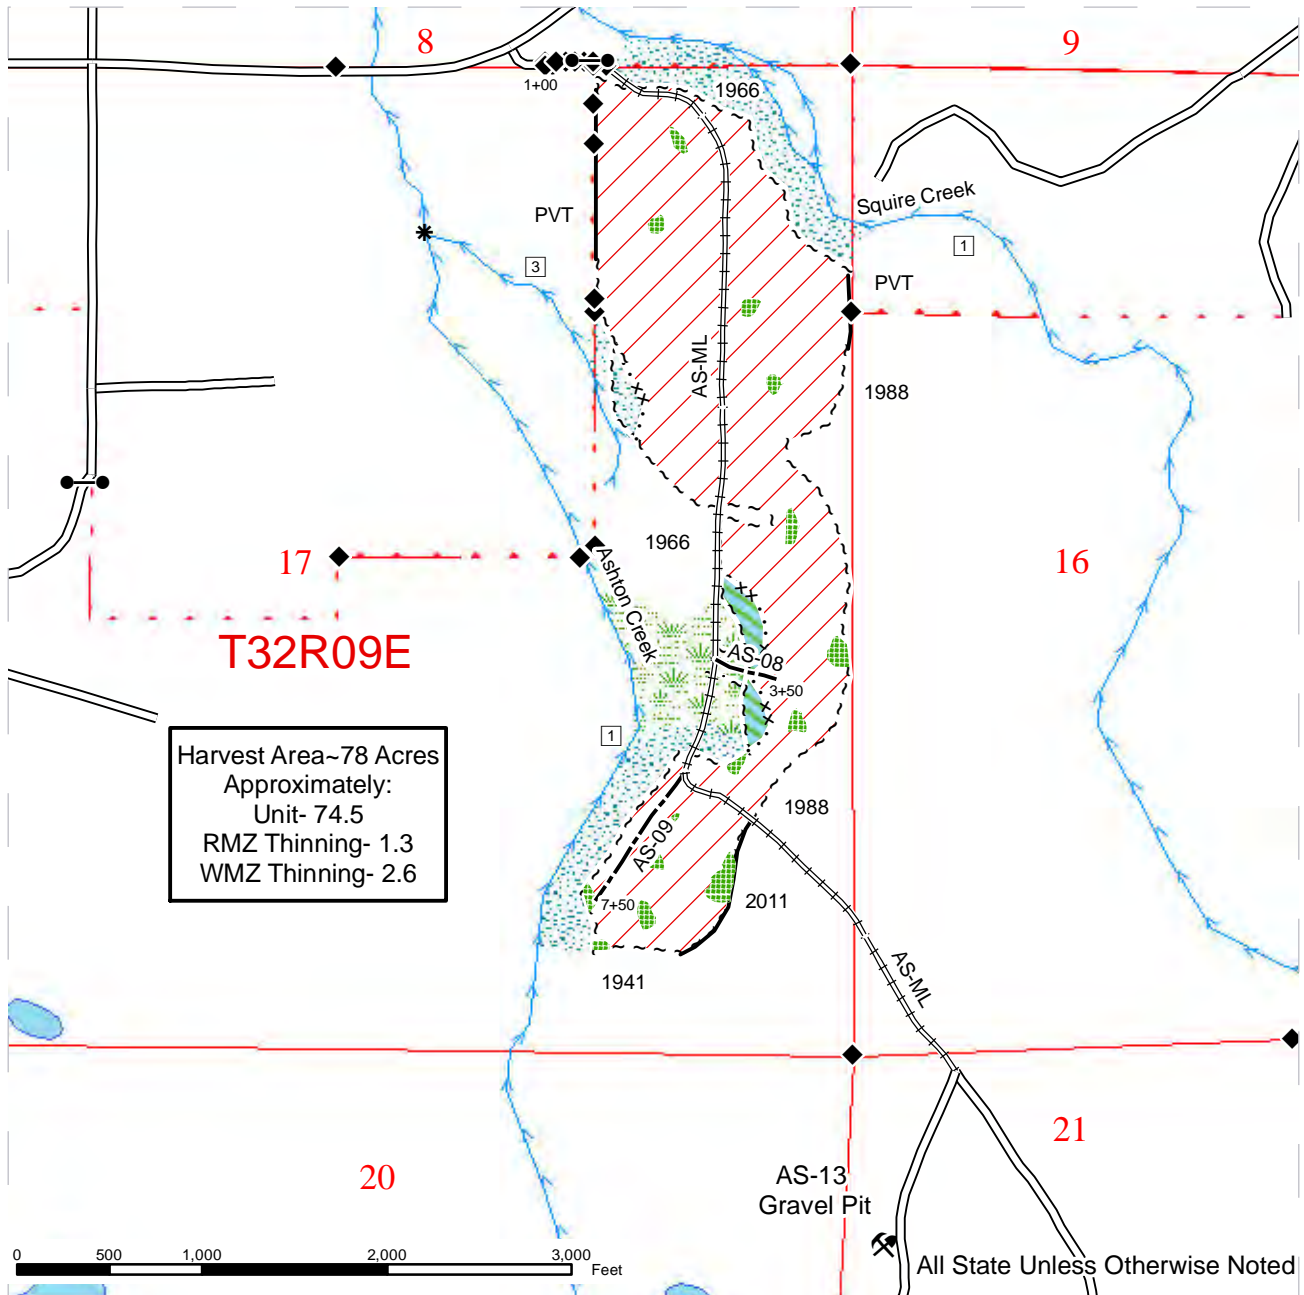 8
9
1+00
1966
Squire Creek
PVT
1
3
PVT
AS-ML
1988
1966
17
16
Ashton Creek
T32R09E
AS-08
3+50
1
Harvest Area~78 Acres
Approximately:
Unit- 74.5
RMZ Thinning- 1.3
WMZ Thinning- 2.6
1988
AS-09
7+50
2011
AS-ML
1941
21
20
AS-13
Gravel Pit
0 500 1,000 2,000 3,000
Feet
All State Unless Otherwise Noted